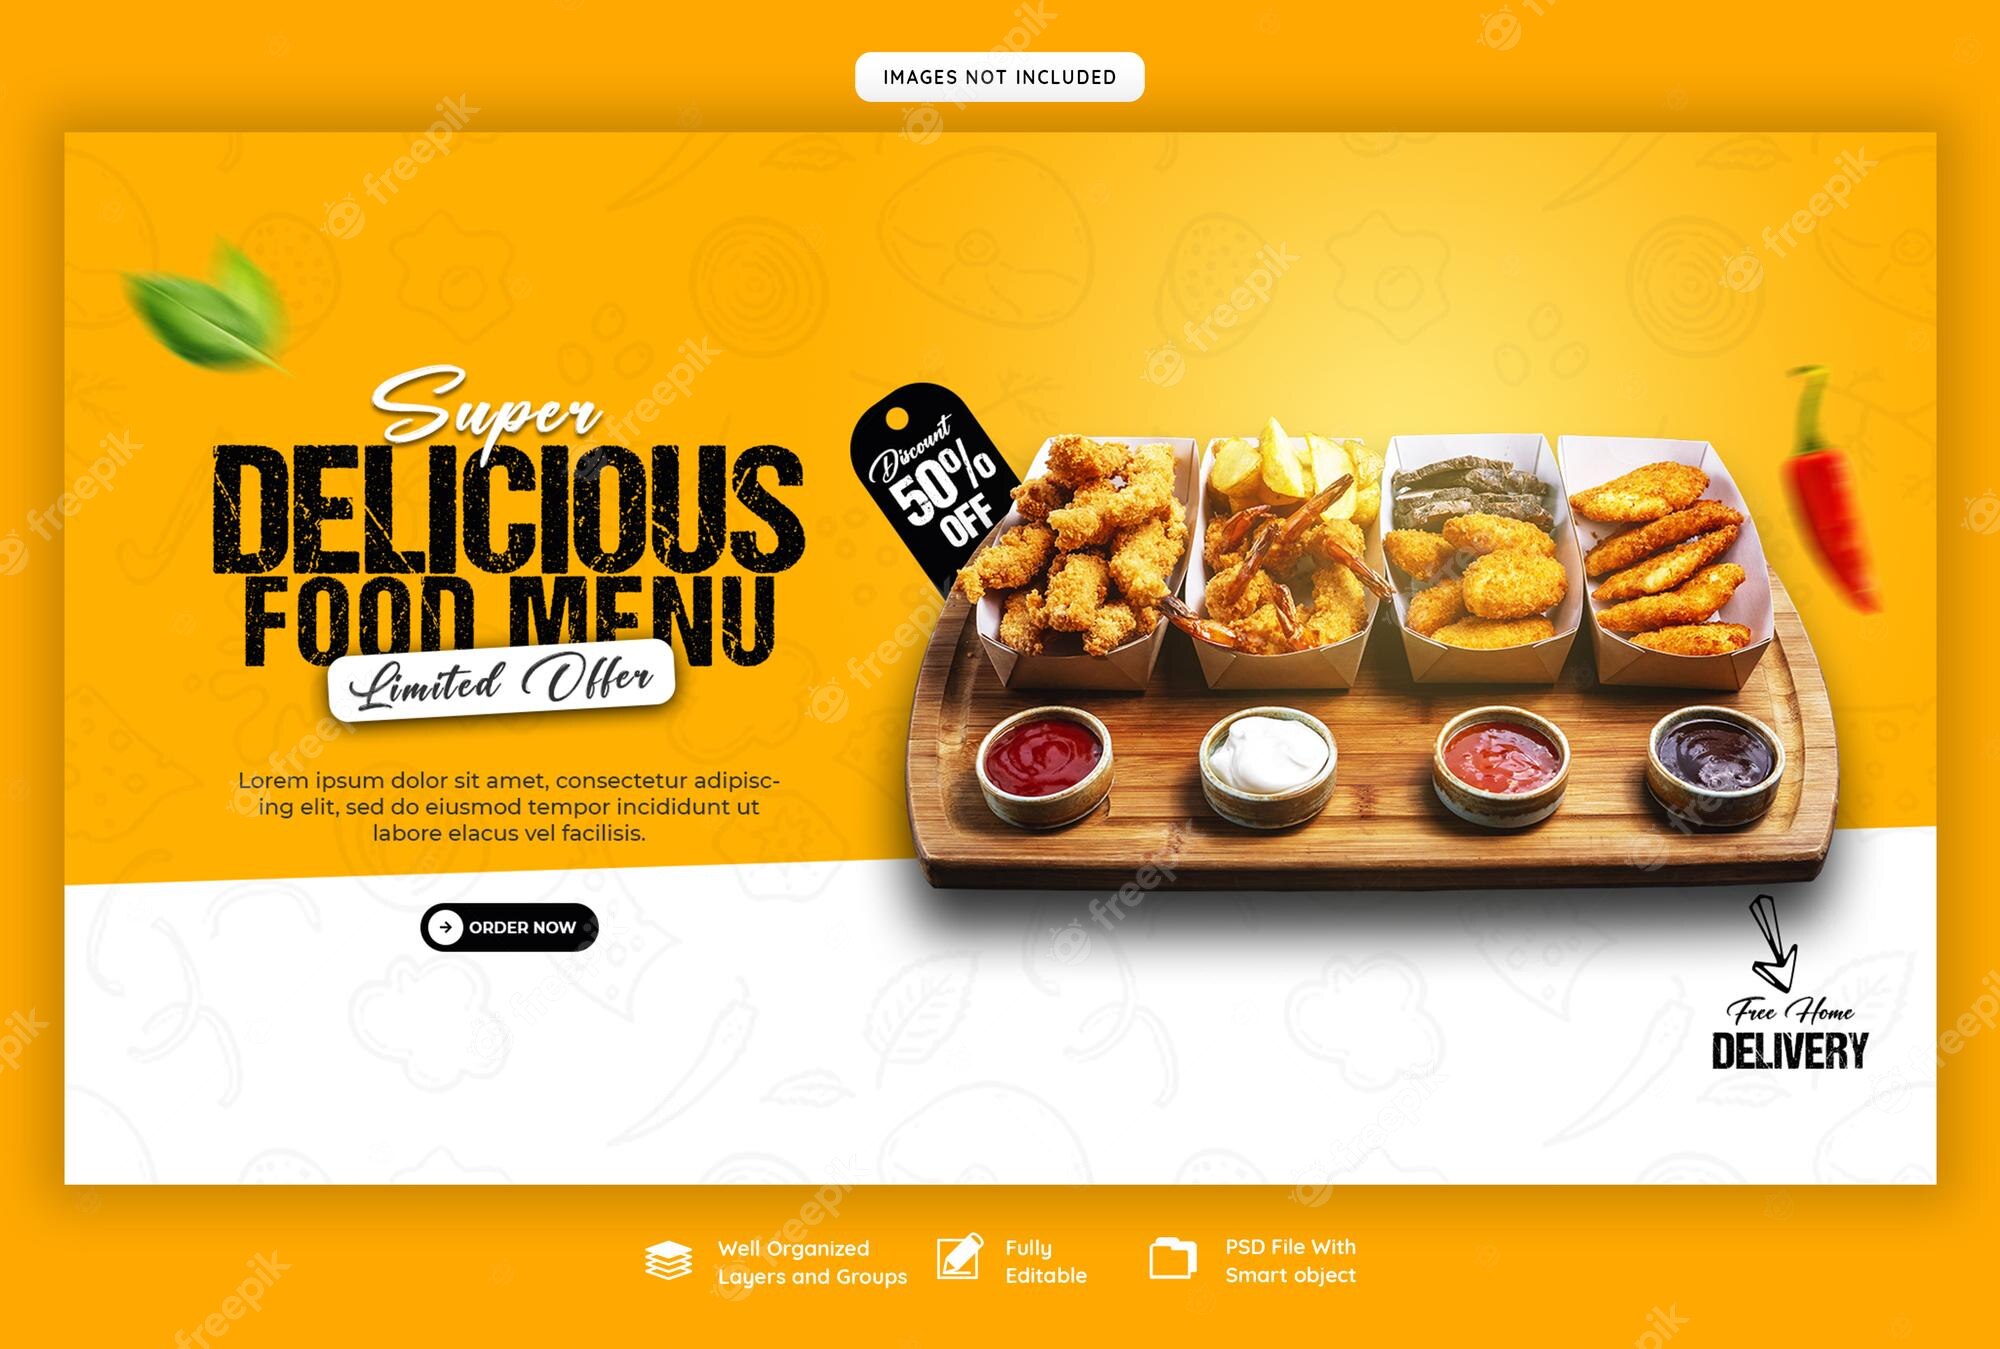 IMAGES NOT INCLUDED
Super
DELICIOUS
FOOD MENU
Limited Offer
Discount
50%
OFF
Lorem ipsum dolor sit amet, consectetur adipisc-
ing elit, sed do eiusmod tempor incididunt ut
labore elacus vel facilisis.
ORDER NOW
Free Home
DELIVERY
Well Organized
Layers and Groups
Fully
Editable
PSD File With
Smart object
freepik